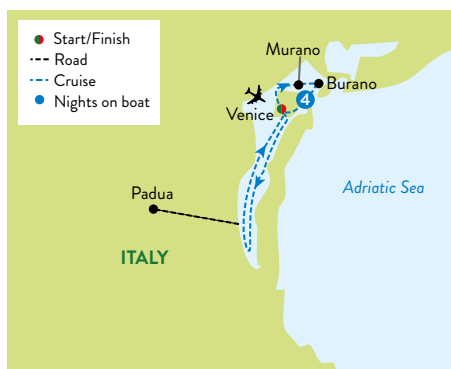 Start/Finish
Road
Cruise
Nights on boat
Murano
Burano
4
Venice
Adriatic Sea
Padua
ITALY